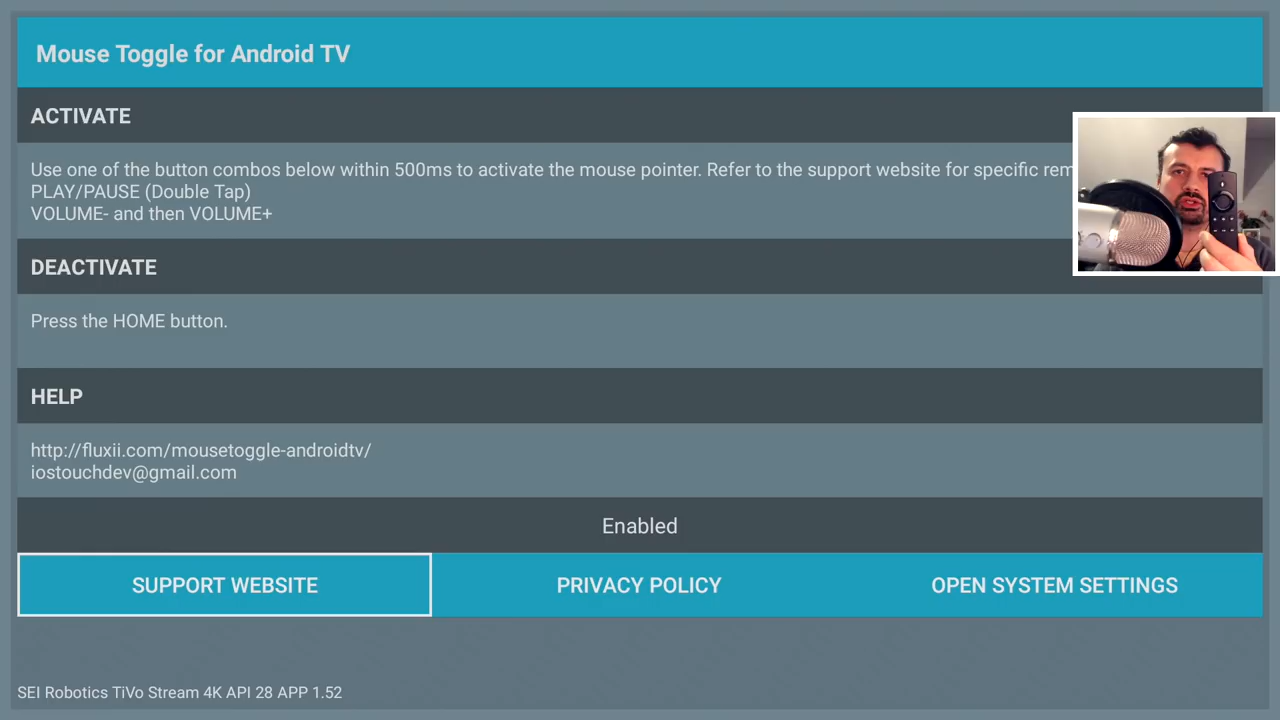 Mouse Toggle for Android TV
ACTIVATE
Use one of the button combos below within 500ms to activate the mouse pointer. Refer to the support website for specific
PLAY/PAUSE (Double Tap)
VOLUME- and then VOLUME+
DEACTIVATE
Press the HOME button.
HELP
http://fluxii.com/mousetoggle-androidtv/
iostouchdev@gmail.com
Enabled
SUPPORT WEBSITE
PRIVACY POLICY
OPEN SYSTEM SETTINGS
SEI Robotics TiVo Stream 4K API 28 APP 1.52